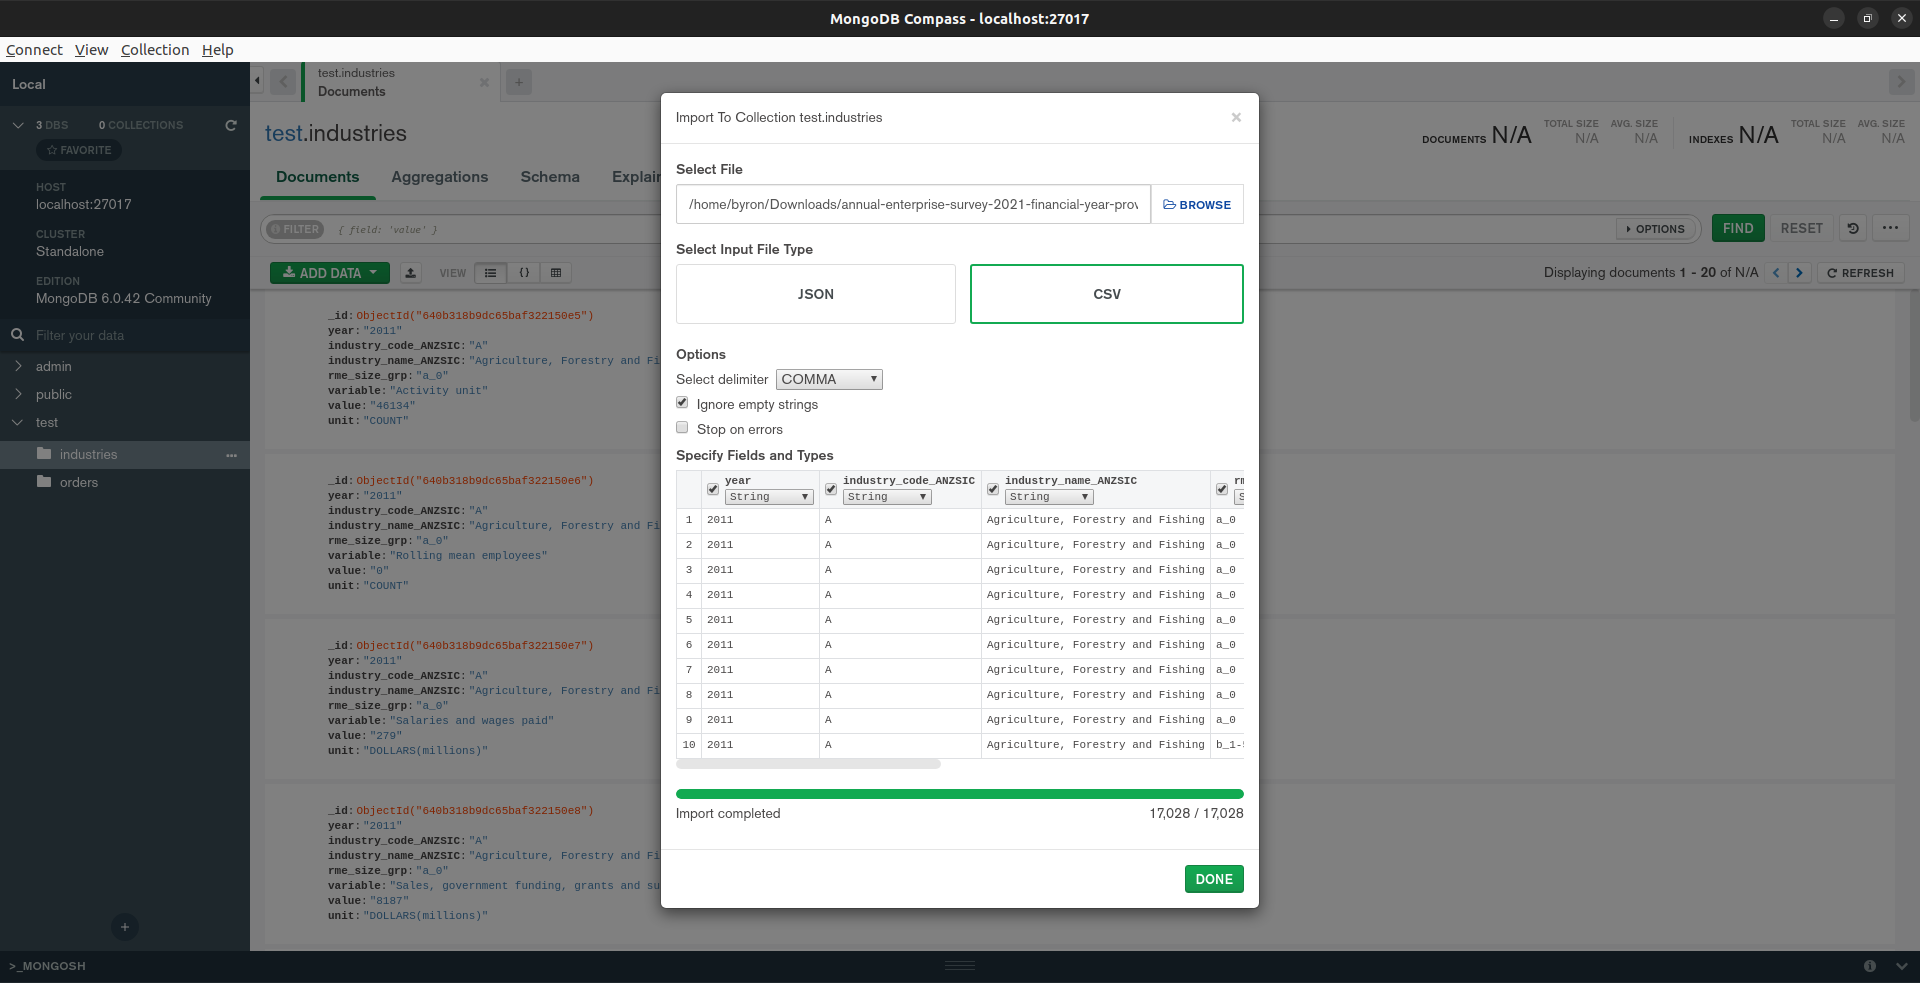 MongoDB Compass - localhost:27017
Connect View Collection Help
Local
3 DBS 0 COLLECTIONS
FAVORITE
HOST
localhost:27017
CLUSTER
Standalone
EDITION
MongoDB 6.0.42 Community
Filter your data
admin
public
test
industries
orders
test.industries
Documents
test.industries
DOCUMENTS N/A TOTAL SIZE N/A AVG. SIZE N/A INDEXES N/A TOTAL SIZE N/A AVG. SIZE N/A
Documents Aggregations Schema Explai
FILTER { field: 'value' } OPTIONS FIND RESET
ADD DATA VIEW { } Displaying documents 1 - 20 of N/A REFRESH
_id: ObjectId("640b318b9dc65baf322150e5")
year: "2011"
industry_code_ANZSIC: "A"
industry_name_ANZSIC: "Agriculture, Forestry and Fi
rme_size_grp: "a_0"
variable: "Activity unit"
value: "46134"
unit: "COUNT"
_id: ObjectId("640b318b9dc65baf322150e6")
year: "2011"
industry_code_ANZSIC: "A"
industry_name_ANZSIC: "Agriculture, Forestry and Fi
rme_size_grp: "a_0"
variable: "Rolling mean employees"
value: "0"
unit: "COUNT"
_id: ObjectId("640b318b9dc65baf322150e7")
year: "2011"
industry_code_ANZSIC: "A"
industry_name_ANZSIC: "Agriculture, Forestry and Fi
rme_size_grp: "a_0"
variable: "Salaries and wages paid"
value: "279"
unit: "DOLLARS(millions)"
_id: ObjectId("640b318b9dc65baf322150e8")
year: "2011"
industry_code_ANZSIC: "A"
industry_name_ANZSIC: "Agriculture, Forestry and Fi
rme_size_grp: "a_0"
variable: "Sales, government funding, grants and su
value: "8187"
unit: "DOLLARS(millions)"
Import To Collection test.industries
Select File
/home/byron/Downloads/annual-enterprise-survey-2021-financial-year-prov BROWSE
Select Input File Type
JSON CSV
Options
Select delimiter COMMA
Ignore empty strings
Stop on errors
Specify Fields and Types
year industry_code_ANZSIC industry_name_ANZSIC rm
String String String S
1 2011 A Agriculture, Forestry and Fishing a_0
2 2011 A Agriculture, Forestry and Fishing a_0
3 2011 A Agriculture, Forestry and Fishing a_0
4 2011 A Agriculture, Forestry and Fishing a_0
5 2011 A Agriculture, Forestry and Fishing a_0
6 2011 A Agriculture, Forestry and Fishing a_0
7 2011 A Agriculture, Forestry and Fishing a_0
8 2011 A Agriculture, Forestry and Fishing a_0
9 2011 A Agriculture, Forestry and Fishing a_0
10 2011 A Agriculture, Forestry and Fishing b_1-
Import completed 17,028 / 17,028
DONE
>_MONGOSH